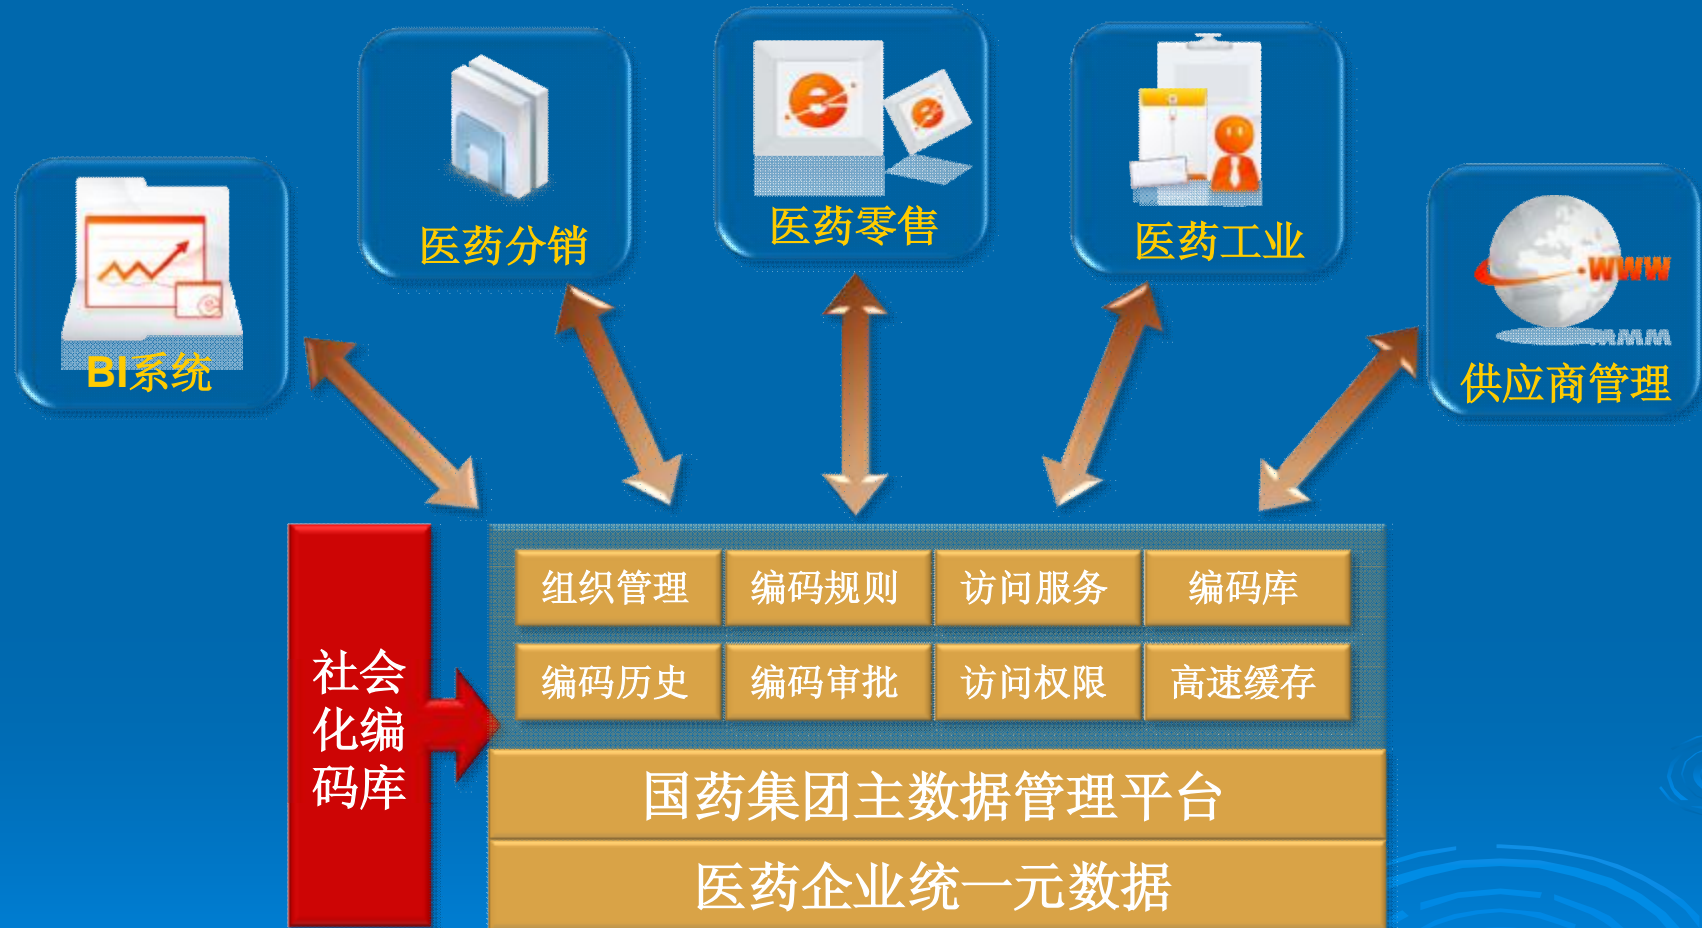 医药零售
医药分销
医药工业
WWW
BI系统
供应商管理
组织管理
编码规则
访问服务
编码库
编码历史
编码审批
访问权限
高速缓存
社会
化编
码库
国药集团主数据管理平台
医药企业统一元数据